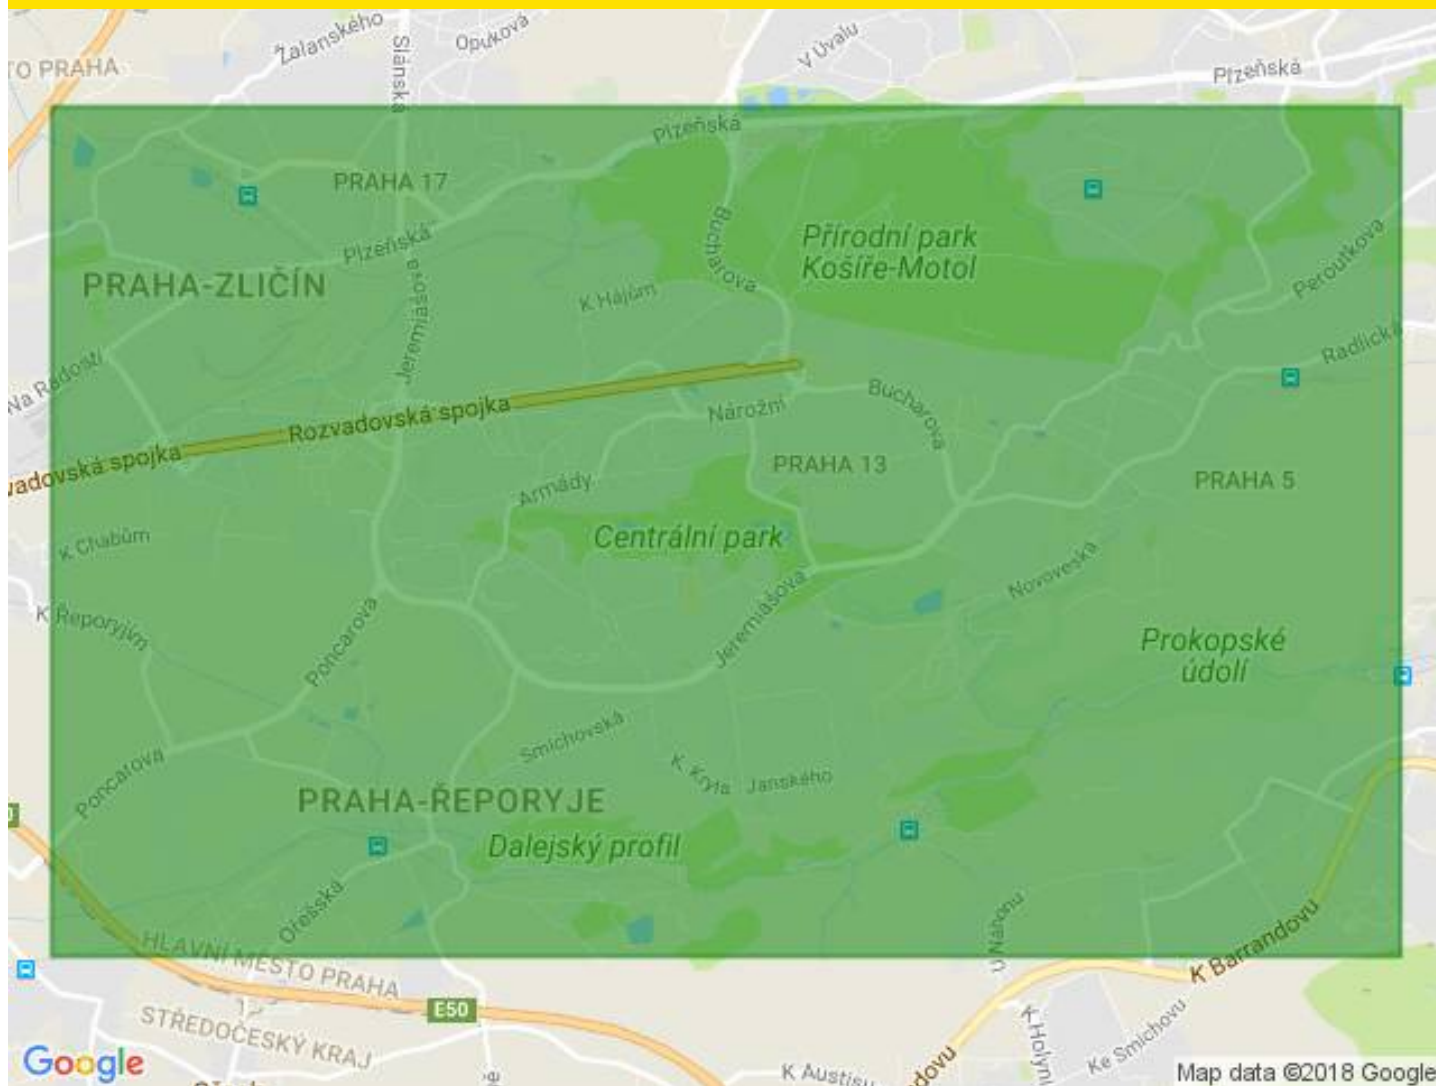 Žalanského
Opuková
V Úvalu
TO PRAHA
Slánská
Plzeňská
Plzeňská
PRAHA 17
Plzeňská
Bucharova
Přírodní park
Košíře-Motol
Peroutkova
PRAHA-ZLIČÍN
Jeremiášova
K Hájům
Radlická
Na Radosti
Bucharova
Nárožní
Rozvadovská spojka
vadovská spojka
PRAHA 13
PRAHA 5
Armády
Centrální park
K Chabům
Novoveská
K Řeporyjím
Poncarova
Jeremiášova
Prokopské
údolí
Smíchovská
Poncarova
K. Kryla
Janského
PRAHA-ŘEPORYJE
Dalejský profil
Ořešská
U Náhonu
K Barrandovu
HLAVNÍ MĚSTO PRAHA
E50
STŘEDOČESKÝ KRAJ
K Holyni
Ke Smíchovu
Google
K Austisu
dovu
Map data ©2018 Google